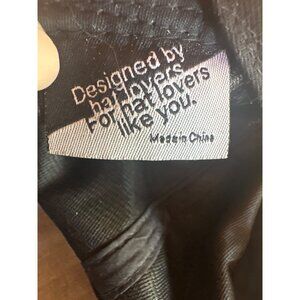 Designed by
hat lovers
For hat lovers
like you.
Made in China